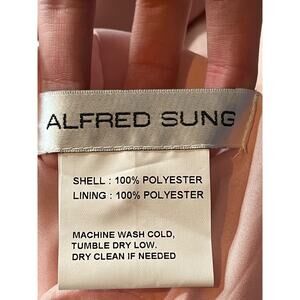 ALFRED SUNG
SHELL : 100% POLYESTER
LINING : 100% POLYESTER
MACHINE WASH COLD,
TUMBLE DRY LOW.
DRY CLEAN IF NEEDED